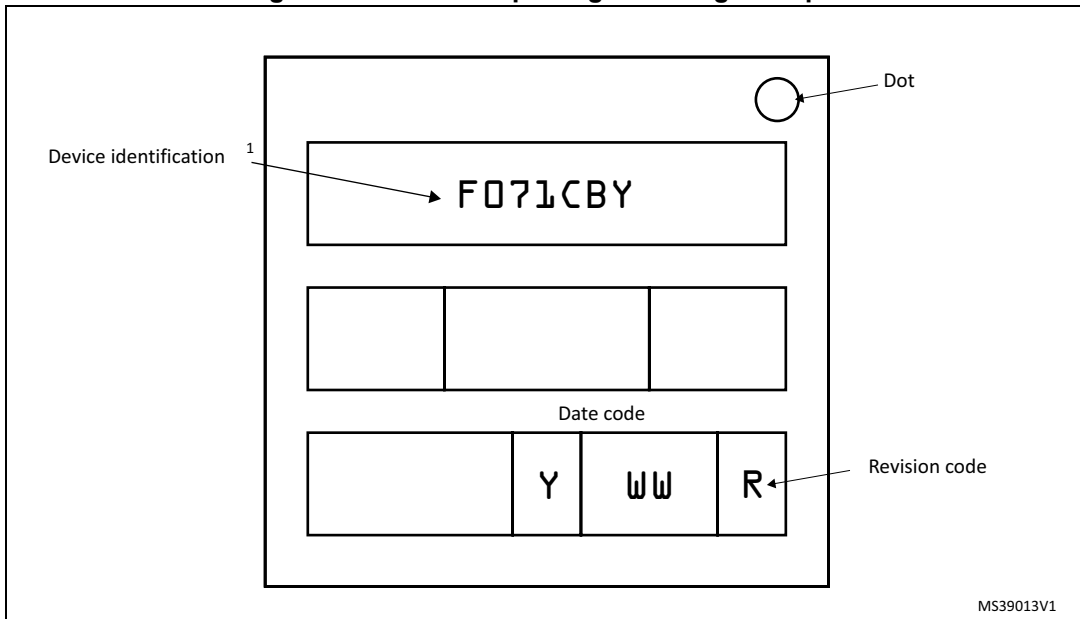 Dot
Device identification 1
F071CBY
Date code
Y WW R
Revision code
MS39013V1